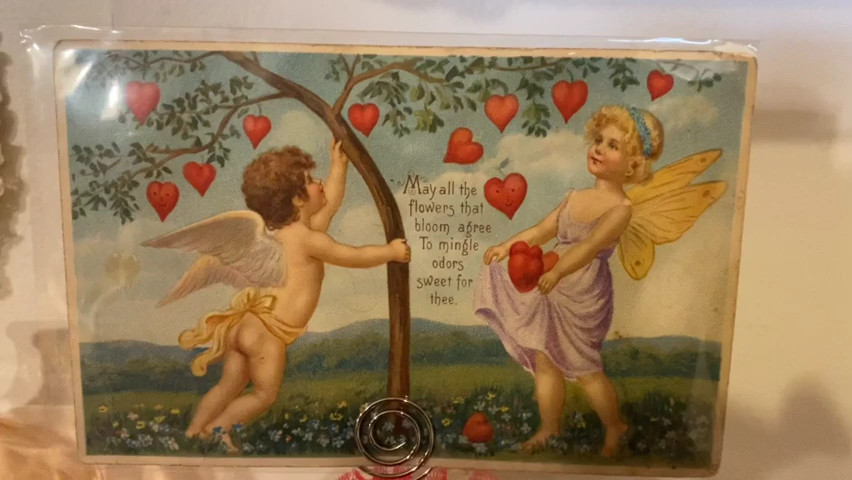 May all the
flowers that
bloom agree
To mingle
odors
sweet for
thee.